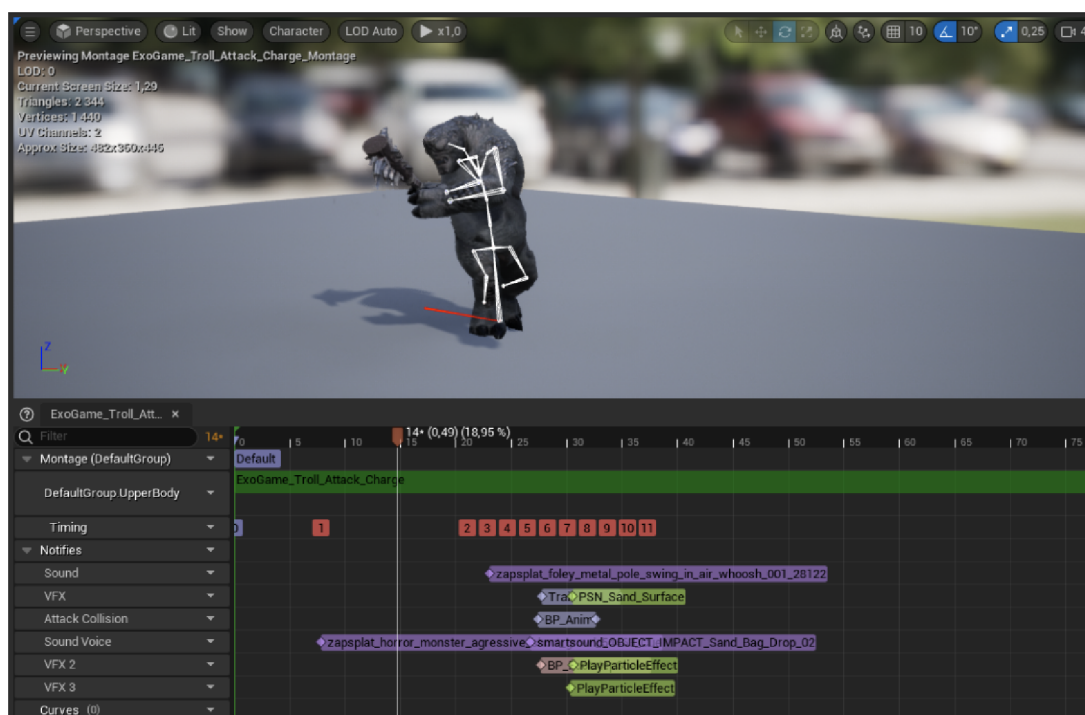 Perspective Lit Show Character LOD Auto x1,0 10 10° 0,25 4
Previewing Montage ExoGame_Troll_Attack_Charge_Montage
LOD: 0
Current Screen Size: 1,29
Triangles: 2 344
Vertices: 1 440
UV Channels: 2
Approx Size: 482x360x446
Z
Y
ExoGame_Troll_Att... ×
Filter 14* 0 5 10 15 14* (0,49) (18,95 %) 20 25 30 35 40 45 50 55 60 65 70 75
Montage (DefaultGroup) Default
ExoGame_Troll_Attack_Charge
DefaultGroup UpperBody
Timing 1 2 3 4 5 6 7 8 9 10 11
Notifies
Sound zapsplat_foley_metal_pole_swing_in_air_whoosh_001_28122
VFX Tra PSN_Sand_Surface
Attack Collision BP_Anim
Sound Voice zapsplat_horror_monster_agressive_ smartsound_OBJECT_IMPACT_Sand_Bag_Drop_02
VFX 2 BP_ PlayParticleEffect
VFX 3 PlayParticleEffect
Curves (0)